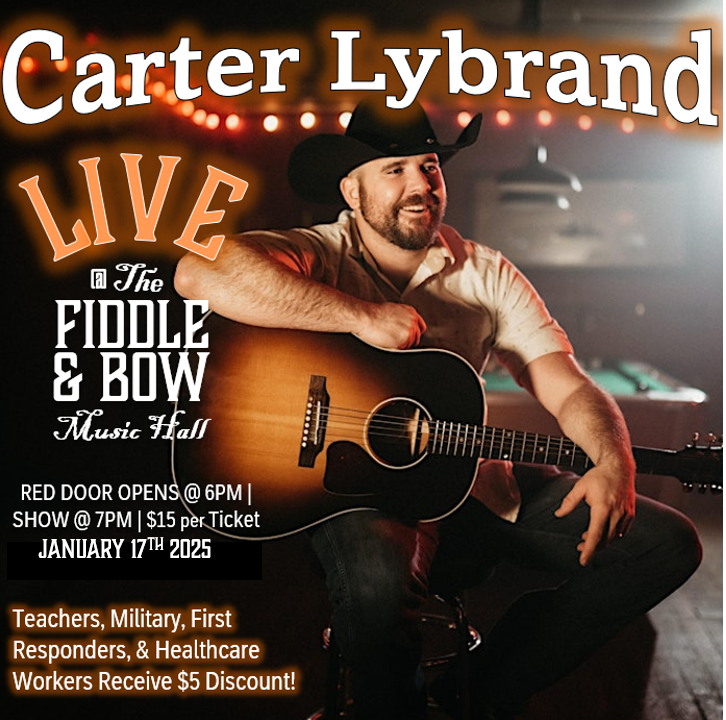 Carter Lybrand
LIVE
@ The
FIDDLE
& BOW
Music Hall
RED DOOR OPENS @ 6PM |
SHOW @ 7PM | $15 per Ticket
JANUARY 17TH 2025
Teachers, Military, First
Responders, & Healthcare
Workers Receive $5 Discount!